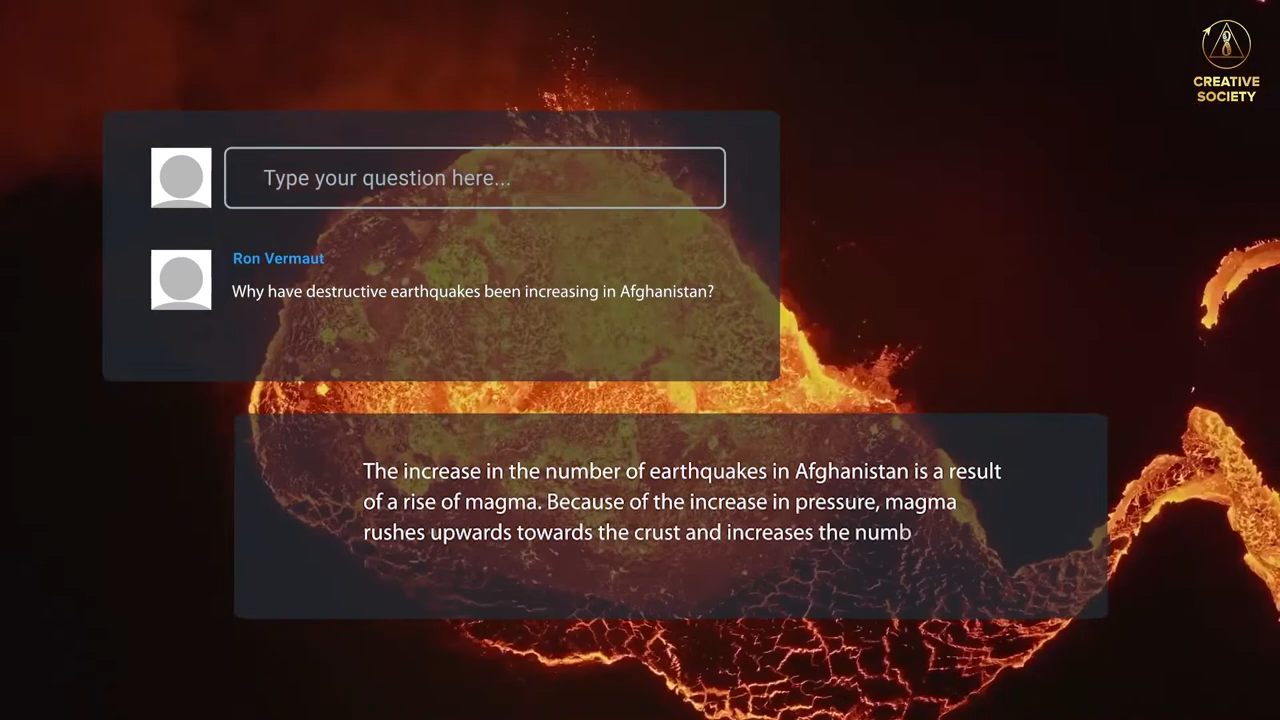 CREATIVE
SOCIETY
Type your question here...
Ron Vermaut
Why have destructive earthquakes been increasing in Afghanistan?
The increase in the number of earthquakes in Afghanistan is a result
of a rise of magma. Because of the increase in pressure, magma
rushes upwards towards the crust and increases the numb